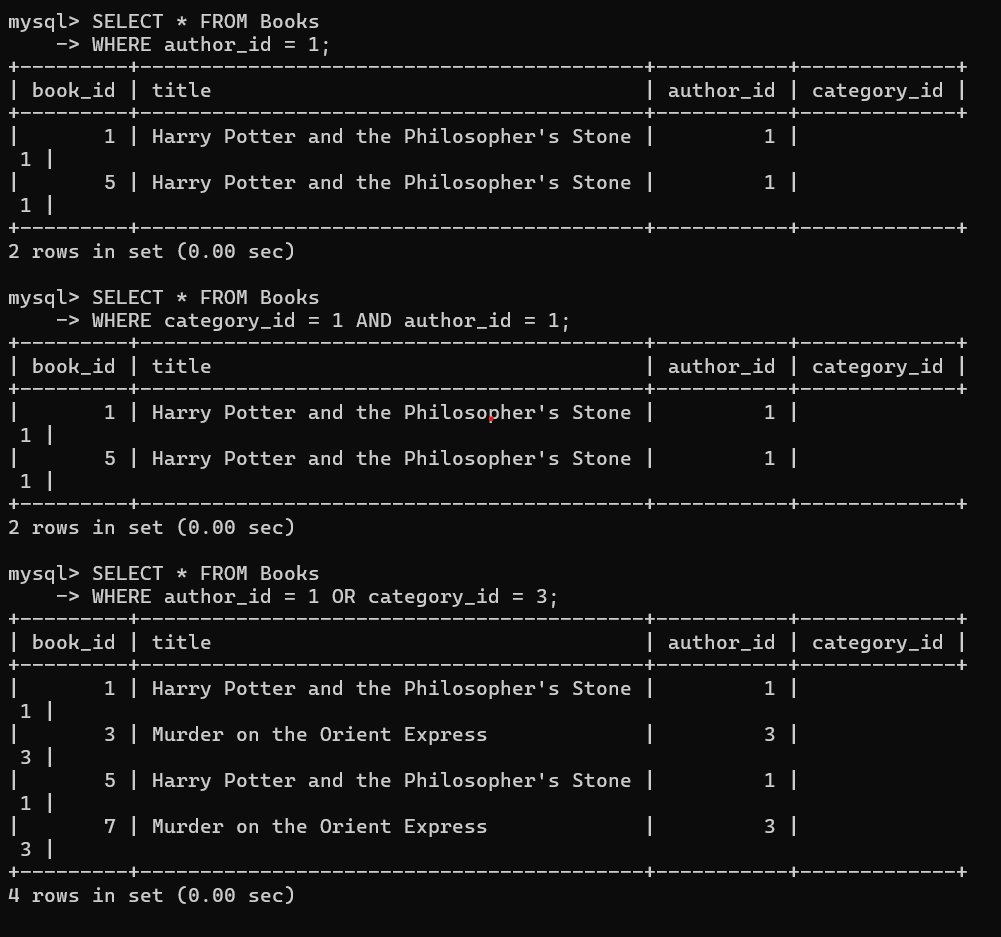 mysql> SELECT * FROM Books
    -> WHERE author_id = 1;
+---------+------------------------------------------+-----------+-------------+
| book_id | title                                    | author_id | category_id |
+---------+------------------------------------------+-----------+-------------+
|       1 | Harry Potter and the Philosopher's Stone |         1 |
 1 |
|       5 | Harry Potter and the Philosopher's Stone |         1 |
 1 |
+---------+------------------------------------------+-----------+-------------+
2 rows in set (0.00 sec)

mysql> SELECT * FROM Books
    -> WHERE category_id = 1 AND author_id = 1;
+---------+------------------------------------------+-----------+-------------+
| book_id | title                                    | author_id | category_id |
+---------+------------------------------------------+-----------+-------------+
|       1 | Harry Potter and the Philosopher's Stone |         1 |
 1 |
|       5 | Harry Potter and the Philosopher's Stone |         1 |
 1 |
+---------+------------------------------------------+-----------+-------------+
2 rows in set (0.00 sec)

mysql> SELECT * FROM Books
    -> WHERE author_id = 1 OR category_id = 3;
+---------+------------------------------------------+-----------+-------------+
| book_id | title                                    | author_id | category_id |
+---------+------------------------------------------+-----------+-------------+
|       1 | Harry Potter and the Philosopher's Stone |         1 |
 1 |
|       3 | Murder on the Orient Express             |         3 |
 3 |
|       5 | Harry Potter and the Philosopher's Stone |         1 |
 1 |
|       7 | Murder on the Orient Express             |         3 |
 3 |
+---------+------------------------------------------+-----------+-------------+
4 rows in set (0.00 sec)